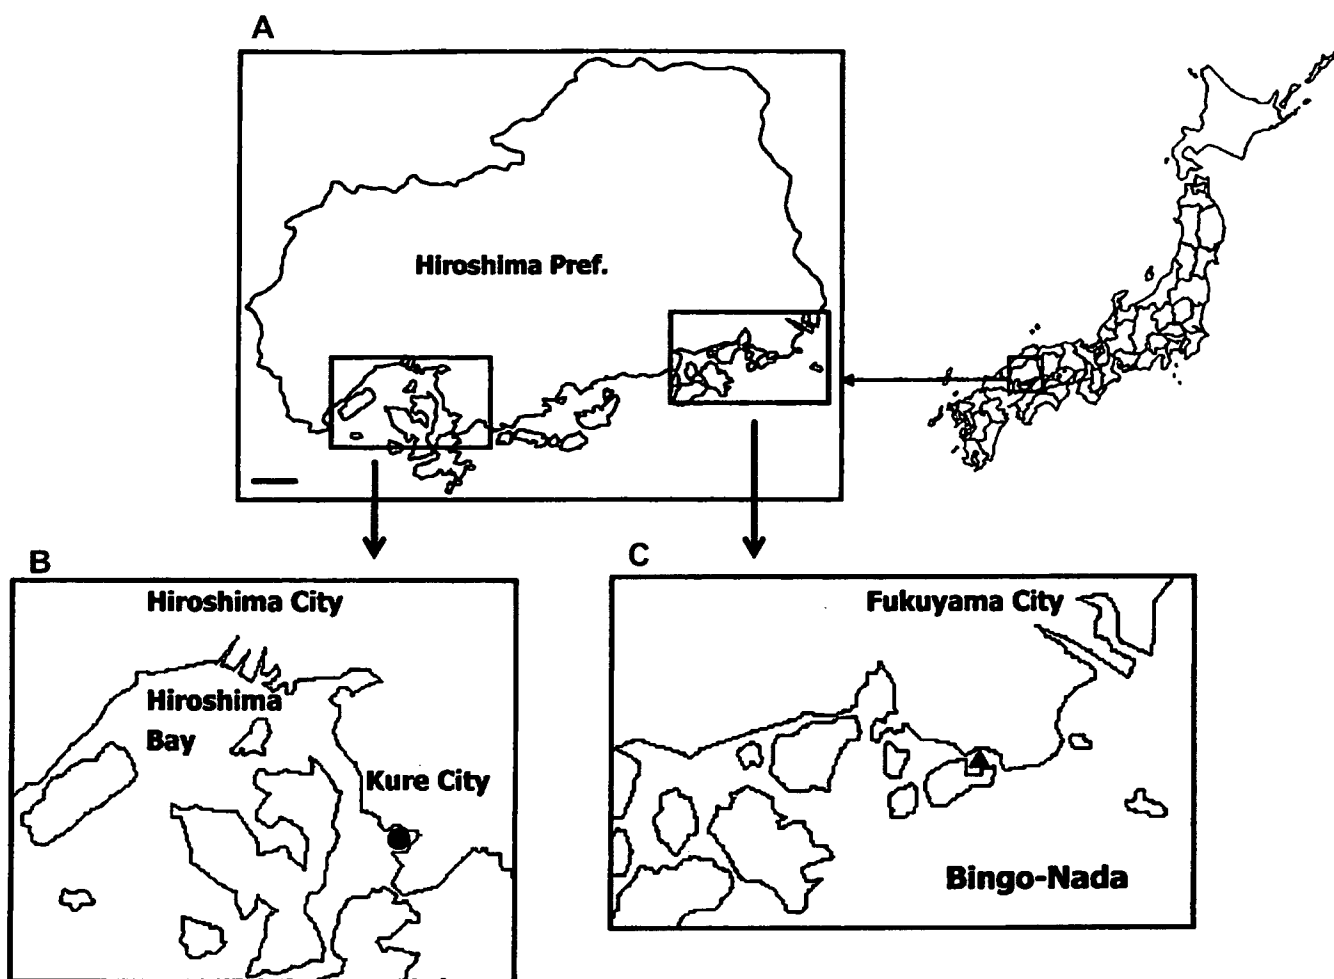 A
Hiroshima Pref.
B
Hiroshima City
Hiroshima
Bay
Kure City
C
Fukuyama City
Bingo-Nada